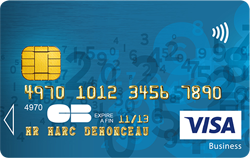 4970 1012 3456 7890
4970
EXPIRE
A FIN 11/13
MR MARC DEMONCEAU
VISA
Business